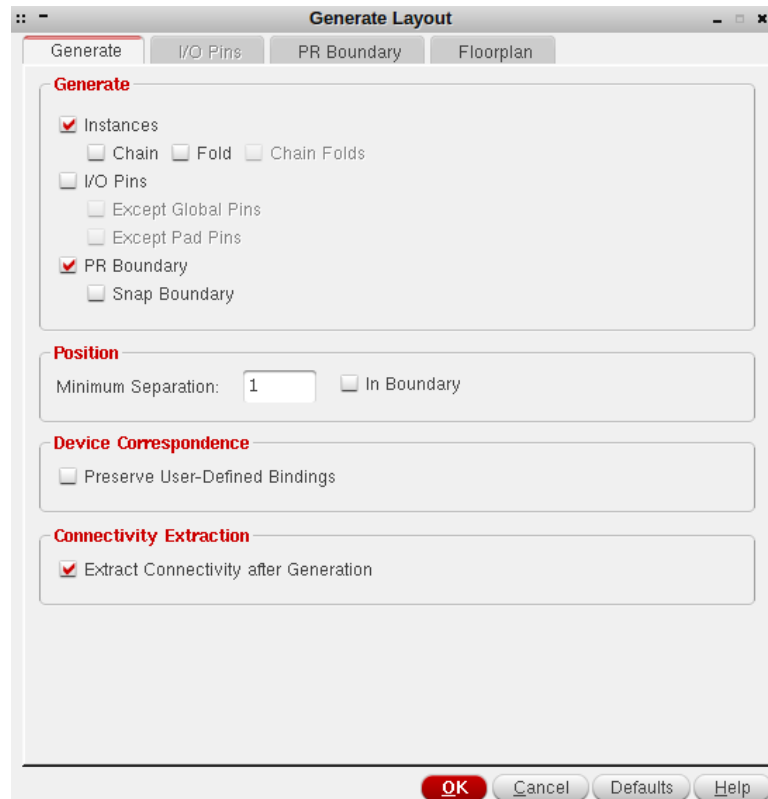 Generate Layout
Generate I/O Pins PR Boundary Floorplan
Generate
Instances
Chain Fold Chain Folds
I/O Pins
Except Global Pins
Except Pad Pins
PR Boundary
Snap Boundary
Position
Minimum Separation: 1 In Boundary
Device Correspondence
Preserve User-Defined Bindings
Connectivity Extraction
Extract Connectivity after Generation
OK Cancel Defaults Help